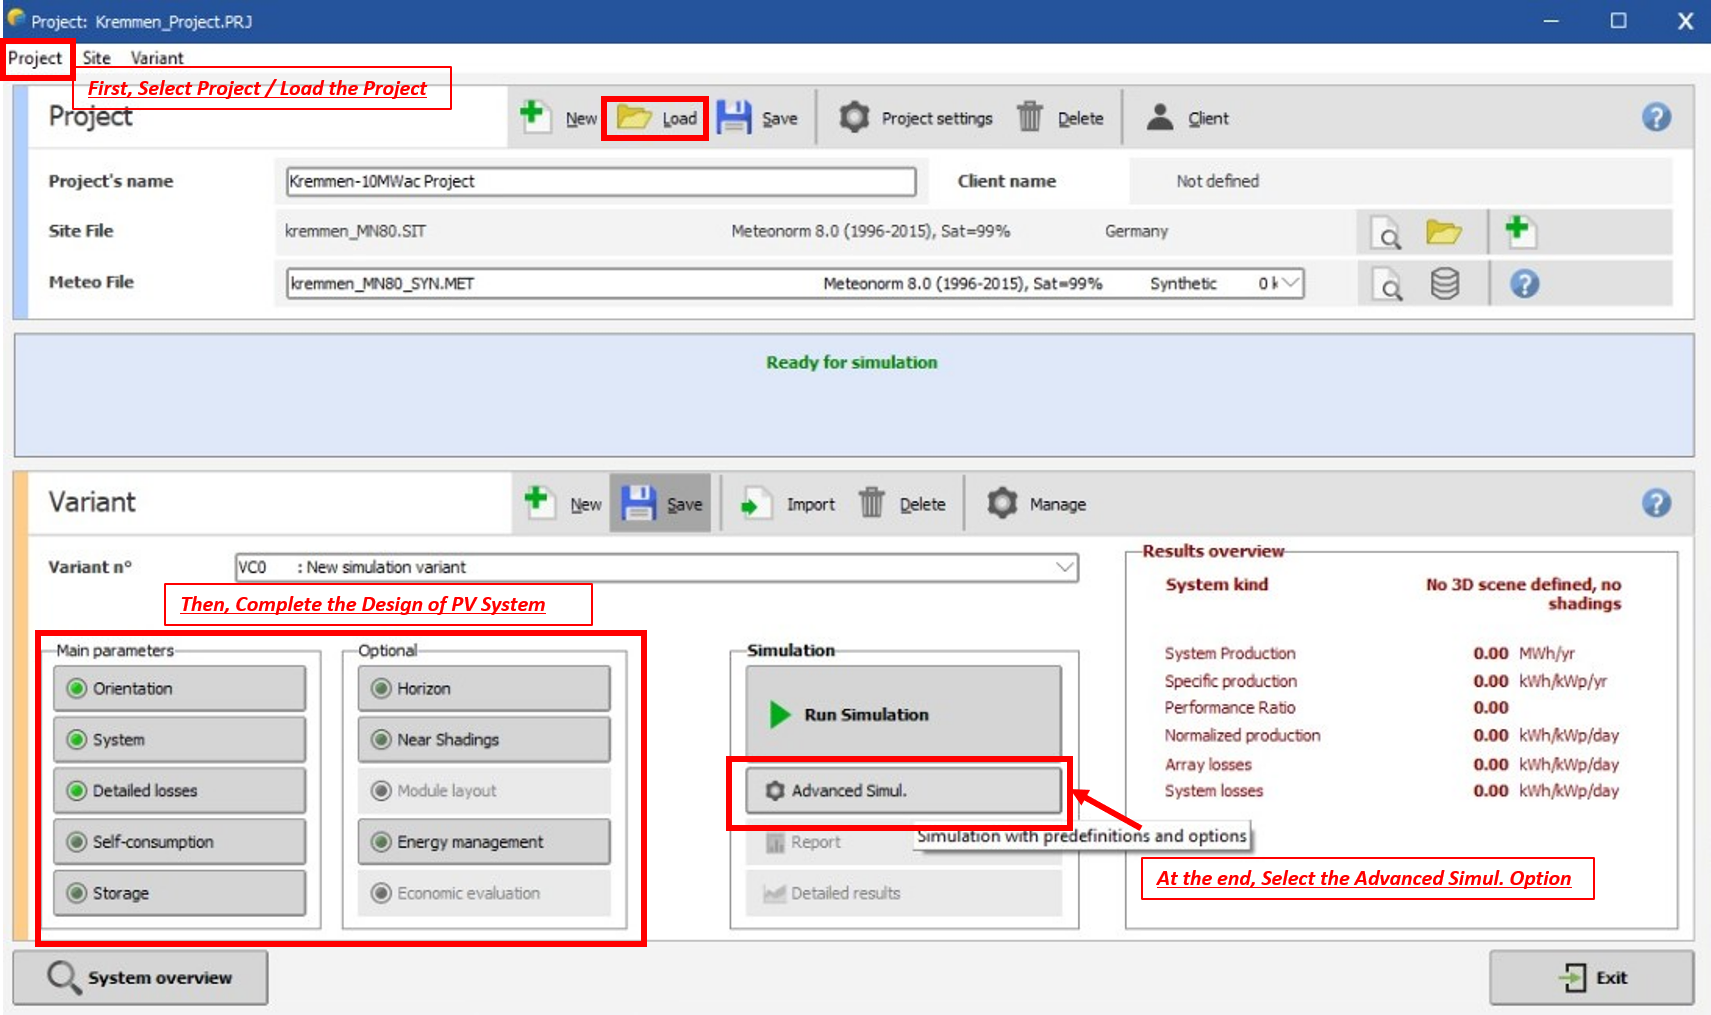 Project: Kremmen_Project.PRJ
Project Site Variant
First, Select Project / Load the Project
Project
New Load Save Project settings Delete Client
Project's name Kremmen-10MWac Project Client name Not defined
Site File kremmen_MN80.SIT Meteonorm 8.0 (1996-2015), Sat=99% Germany
Meteo File kremmen_MN80_SYN.MET Meteonorm 8.0 (1996-2015), Sat=99% Synthetic 0 k
Ready for simulation
Variant
New Save Import Delete Manage
Variant n° VC0 : New simulation variant
Then, Complete the Design of PV System
Main parameters
Orientation
System
Detailed losses
Self-consumption
Storage
Optional
Horizon
Near Shadings
Module layout
Energy management
Economic evaluation
Simulation
Run Simulation
Advanced Simul.
Simulation with predefinitions and options
Report
Detailed results
Results overview
System kind No 3D scene defined, no
shadings
System Production 0.00 MWh/yr
Specific production 0.00 kWh/kWp/yr
Performance Ratio 0.00
Normalized production 0.00 kWh/kWp/day
Array losses 0.00 kWh/kWp/day
System losses 0.00 kWh/kWp/day
At the end, Select the Advanced Simul. Option
System overview
Exit